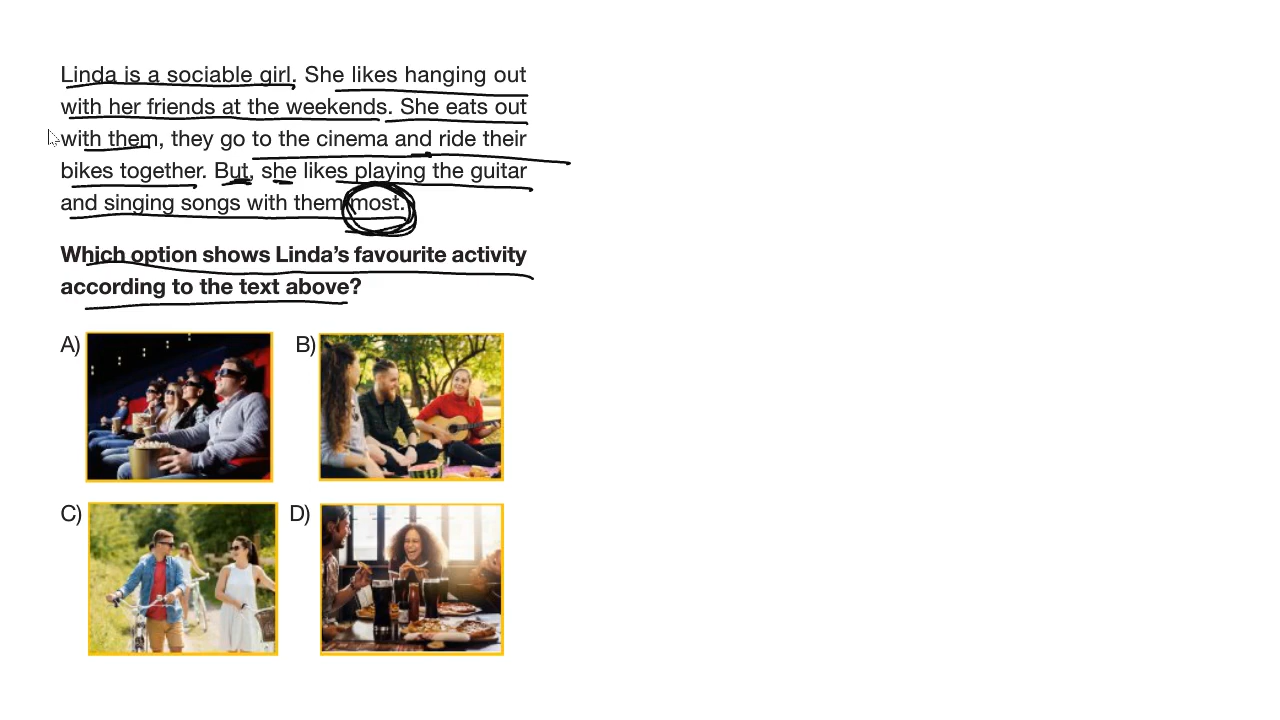 Linda is a sociable girl. She likes hanging out
with her friends at the weekends. She eats out
with them, they go to the cinema and ride their
bikes together. But, she likes playing the guitar
and singing songs with them most.
Which option shows Linda's favourite activity
according to the text above?
A)
B)
C)
D)